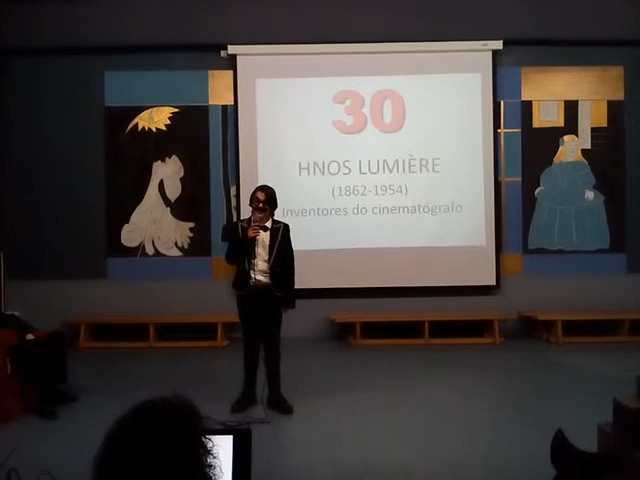 30
HNOS LUMIÈRE
(1862-1954)
Inventores do cinematógrafo